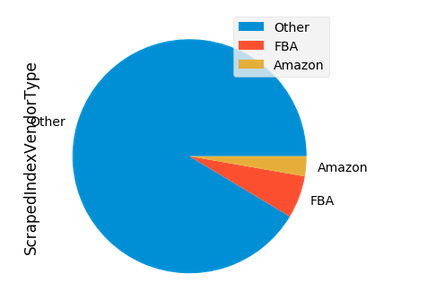 Other
FBA
Amazon
ScrapedIndexVendorType
Other
Amazon
FBA